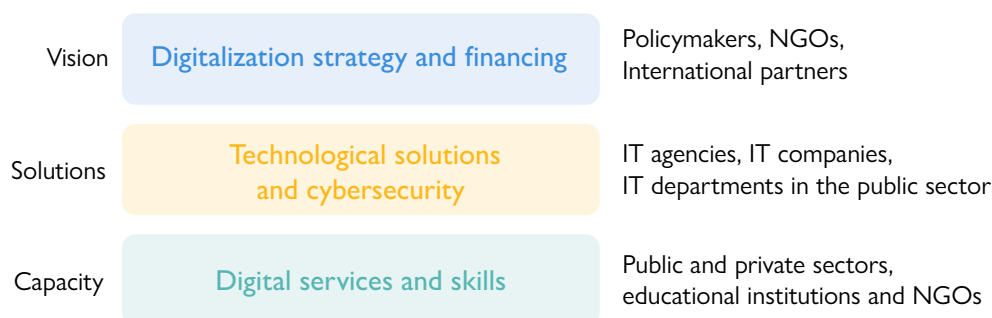 Vision
Digitalization strategy and financing
Policymakers, NGOs,
International partners
Solutions
Technological solutions
and cybersecurity
IT agencies, IT companies,
IT departments in the public sector
Capacity
Digital services and skills
Public and private sectors,
educational institutions and NGOs